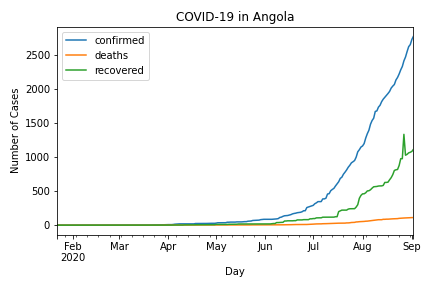 COVID-19 in Angola
confirmed
deaths
recovered
Number of Cases
2500
2000
1500
1000
500
0
Feb Mar Apr May Jun Jul Aug Sep
2020
Day